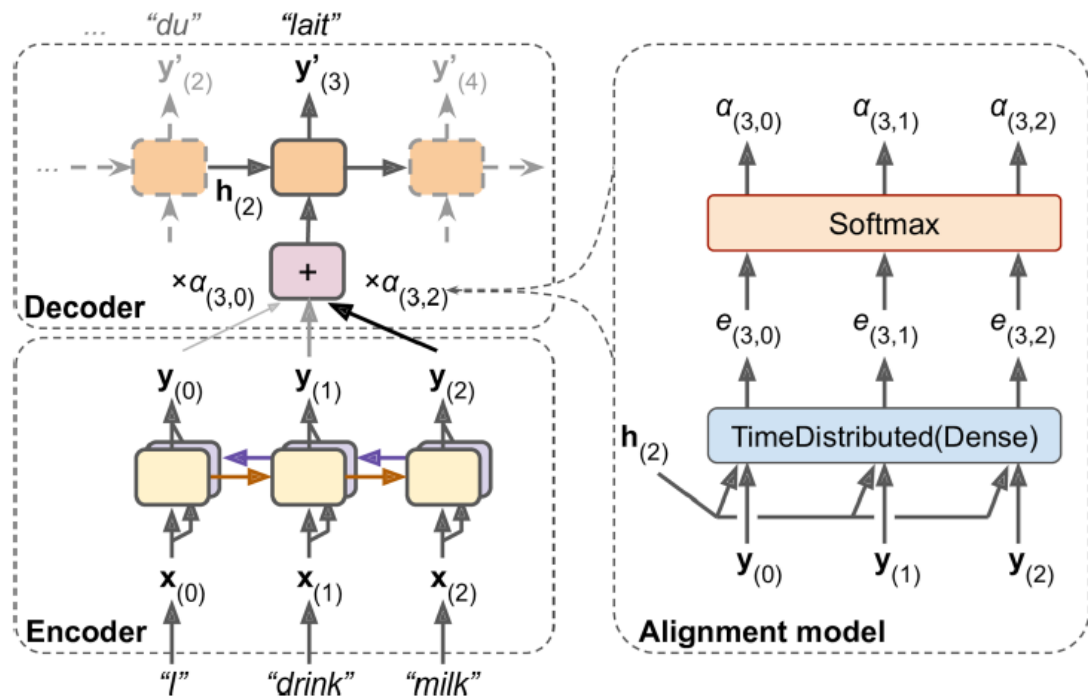 ... “du” “lait”
y’(2) y’(3) y’(4)
...
h(2)
+
×α(3,0) ×α(3,2)
Decoder
y(0) y(1) y(2)
x(0) x(1) x(2)
Encoder
“I” “drink” “milk”
α(3,0) α(3,1) α(3,2)
Softmax
e(3,0) e(3,1) e(3,2)
TimeDistributed(Dense)
h(2)
y(0) y(1) y(2)
Alignment model